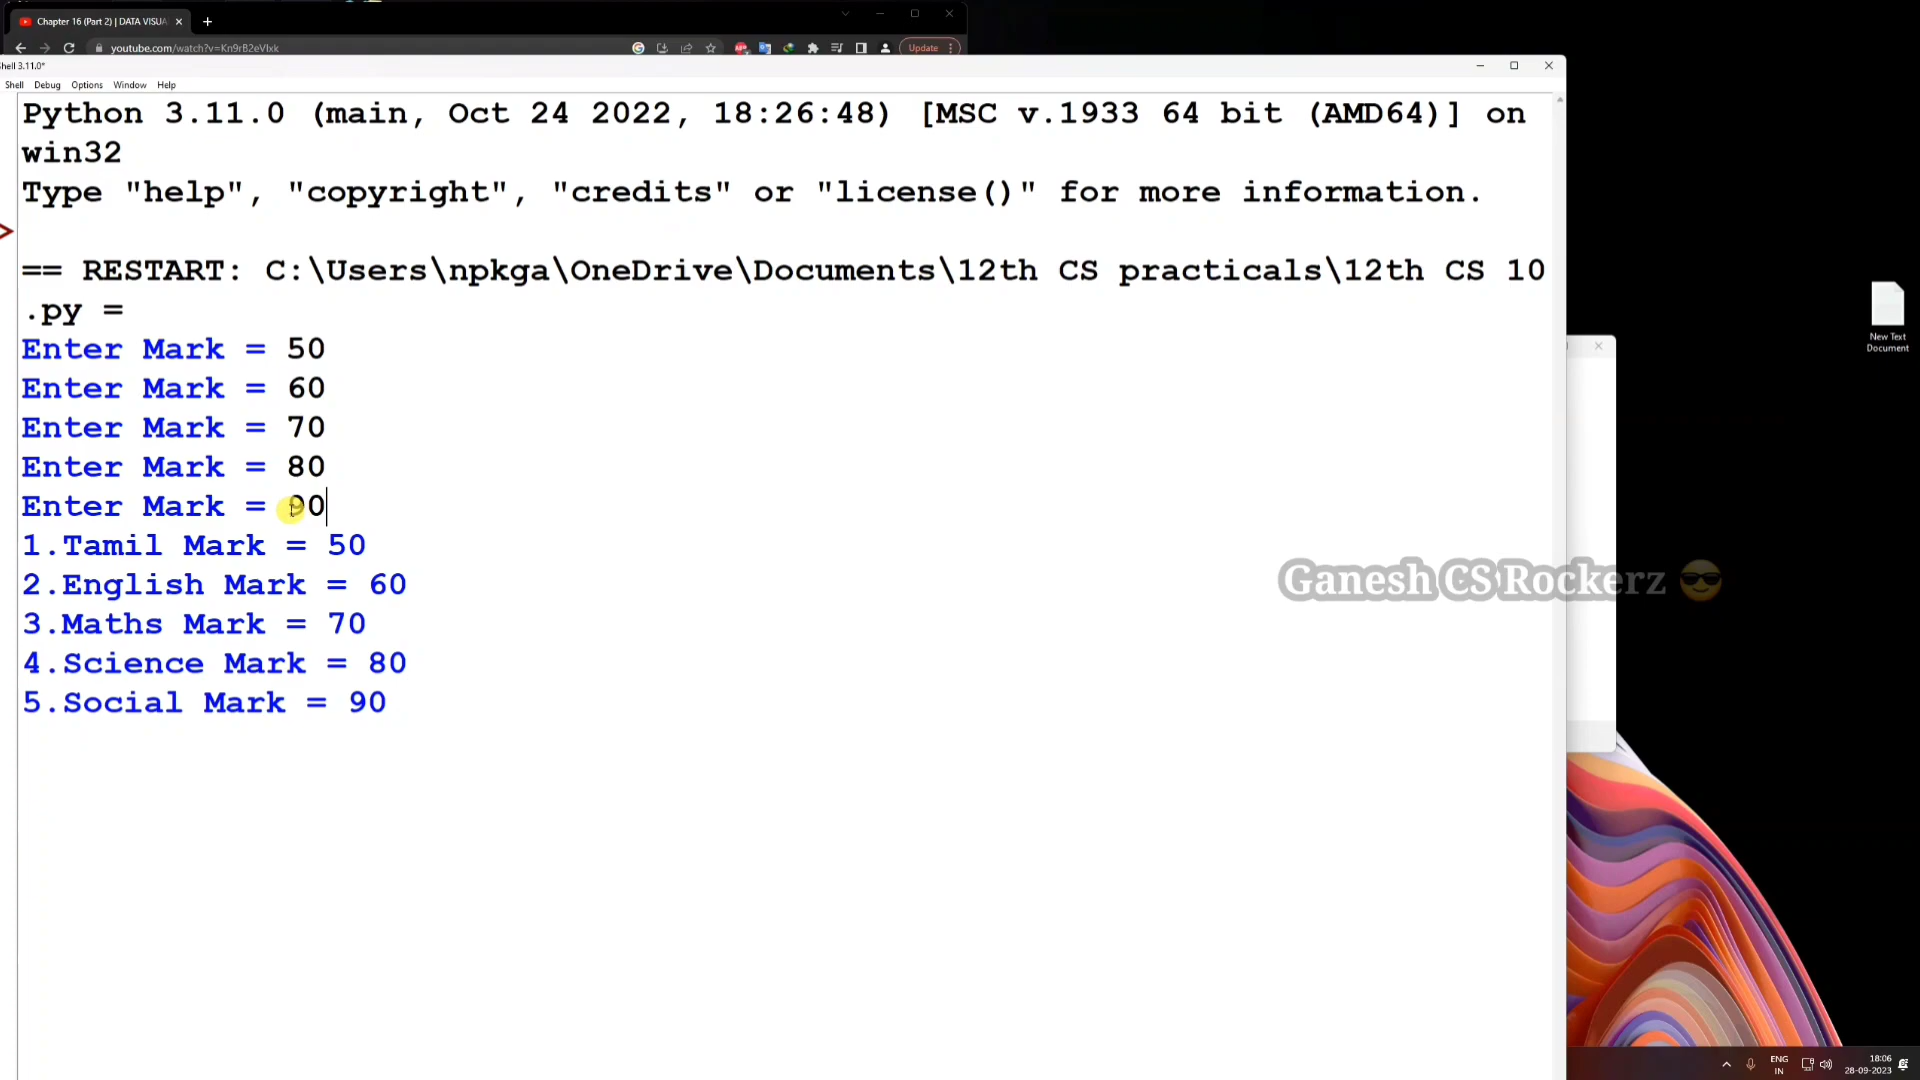 Chapter 16 (Part 2) | DATA VISUA
youtube.com/watch?v=Kn9rB2eVlxk
Update
hell 3.11.0*
Shell Debug Options Window Help
Python 3.11.0 (main, Oct 24 2022, 18:26:48) [MSC v.1933 64 bit (AMD64)] on
win32
Type "help", "copyright", "credits" or "license()" for more information.
== RESTART: C:\Users\npkga\OneDrive\Documents\12th CS practicals\12th CS 10
.py =
Enter Mark = 50
Enter Mark = 60
Enter Mark = 70
Enter Mark = 80
Enter Mark = 90
1.Tamil Mark = 50
2.English Mark = 60
3.Maths Mark = 70
4.Science Mark = 80
5.Social Mark = 90
New Text
Document
Ganesh CS Rockerz 😎
ENG
IN
18:06
28-09-2023